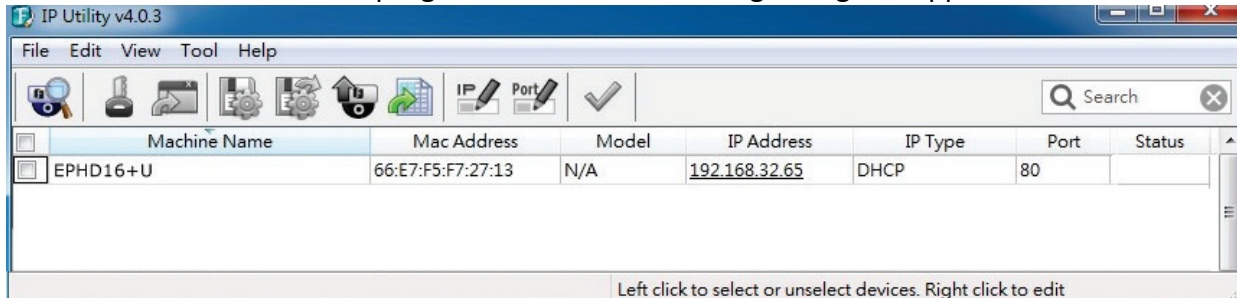 IP Utility v4.0.3
File Edit View Tool Help
IP Port Search
Machine Name Mac Address Model IP Address IP Type Port Status
EPHD16+U 66:E7:F5:F7:27:13 N/A 192.168.32.65 DHCP 80
Left click to select or unselect devices. Right click to edit